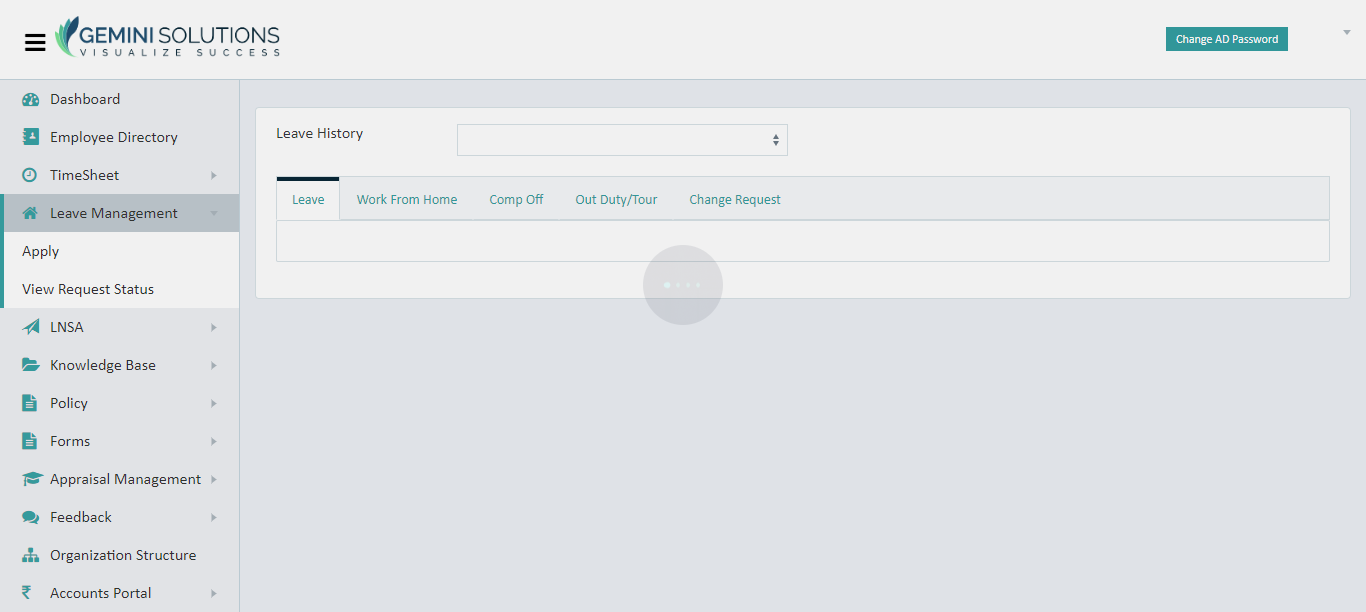 GEMINI SOLUTIONS
VISUALIZE SUCCESS
Change AD Password
Dashboard
Employee Directory
TimeSheet
Leave Management
Apply
View Request Status
LNSA
Knowledge Base
Policy
Forms
Appraisal Management
Feedback
Organization Structure
Accounts Portal
Leave History
Leave Work From Home Comp Off Out Duty/Tour Change Request